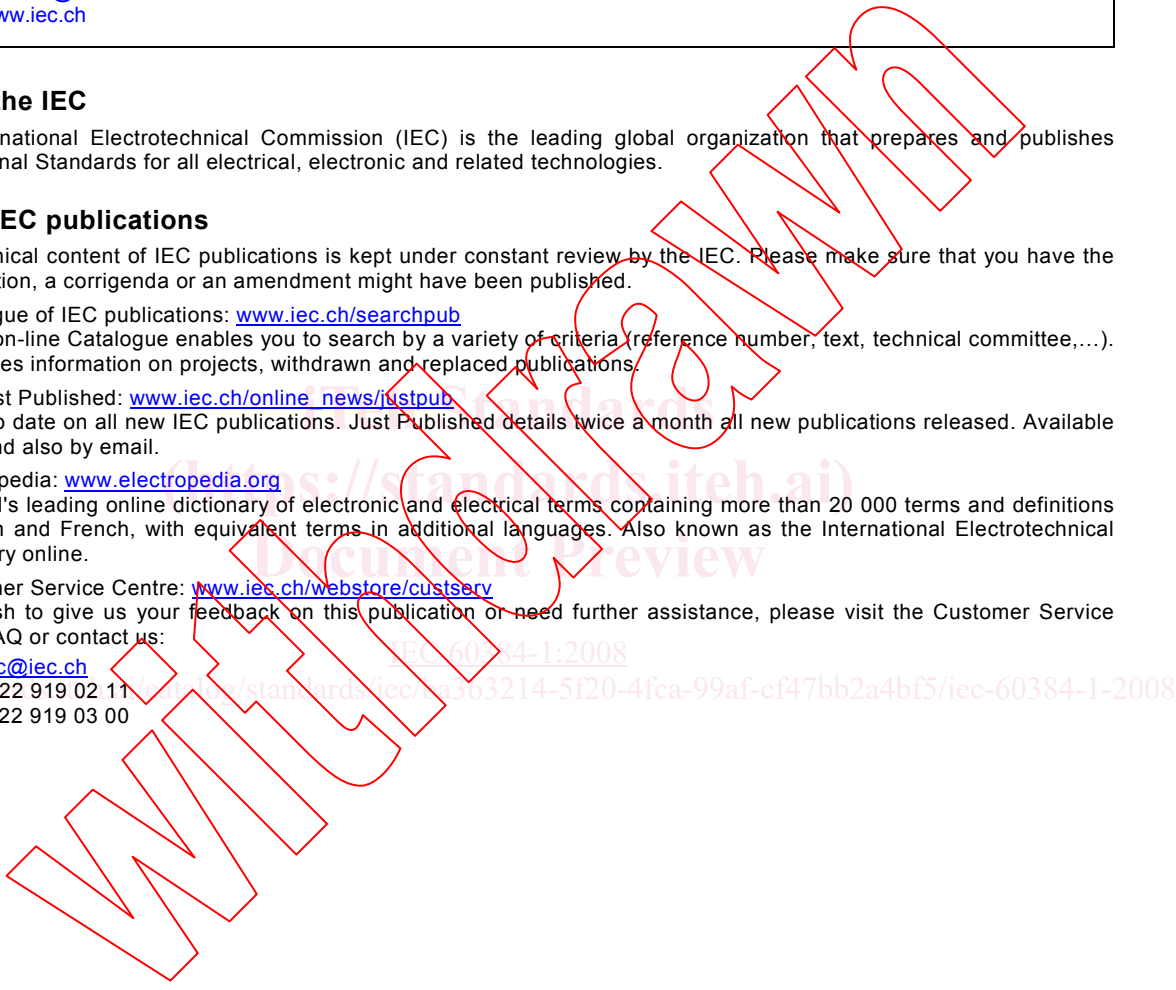 www.iec.ch
the IEC
national Electrotechnical Commission (IEC) is the leading global organization that prepares and publishes
nal Standards for all electrical, electronic and related technologies.
IEC publications
nical content of IEC publications is kept under constant review by the IEC. Please make sure that you have the
tion, a corrigenda or an amendment might have been published.
gue of IEC publications: www.iec.ch/searchpub
on-line Catalogue enables you to search by a variety of criteria (reference number, text, technical committee,…).
es information on projects, withdrawn and replaced publications.
st Published: www.iec.ch/online_news/justpub
o date on all new IEC publications. Just Published details twice a month all new publications released. Available
nd also by email.
pedia: www.electropedia.org
l's leading online dictionary of electronic and electrical terms containing more than 20 000 terms and definitions
n and French, with equivalent terms in additional languages. Also known as the International Electrotechnical
ry online.
mer Service Centre: www.iec.ch/webstore/custserv
sh to give us your feedback on this publication or need further assistance, please visit the Customer Service
AQ or contact us:
c@iec.ch
22 919 02 11
22 919 03 00
iTeh Standards
(https://standards.iteh.ai)
Document Preview
IEC 60384-1:2008
/catalog/standards/iec/ba363214-5f20-4fca-99af-cf47bb2a4bf5/iec-60384-1-2008
withdrawn